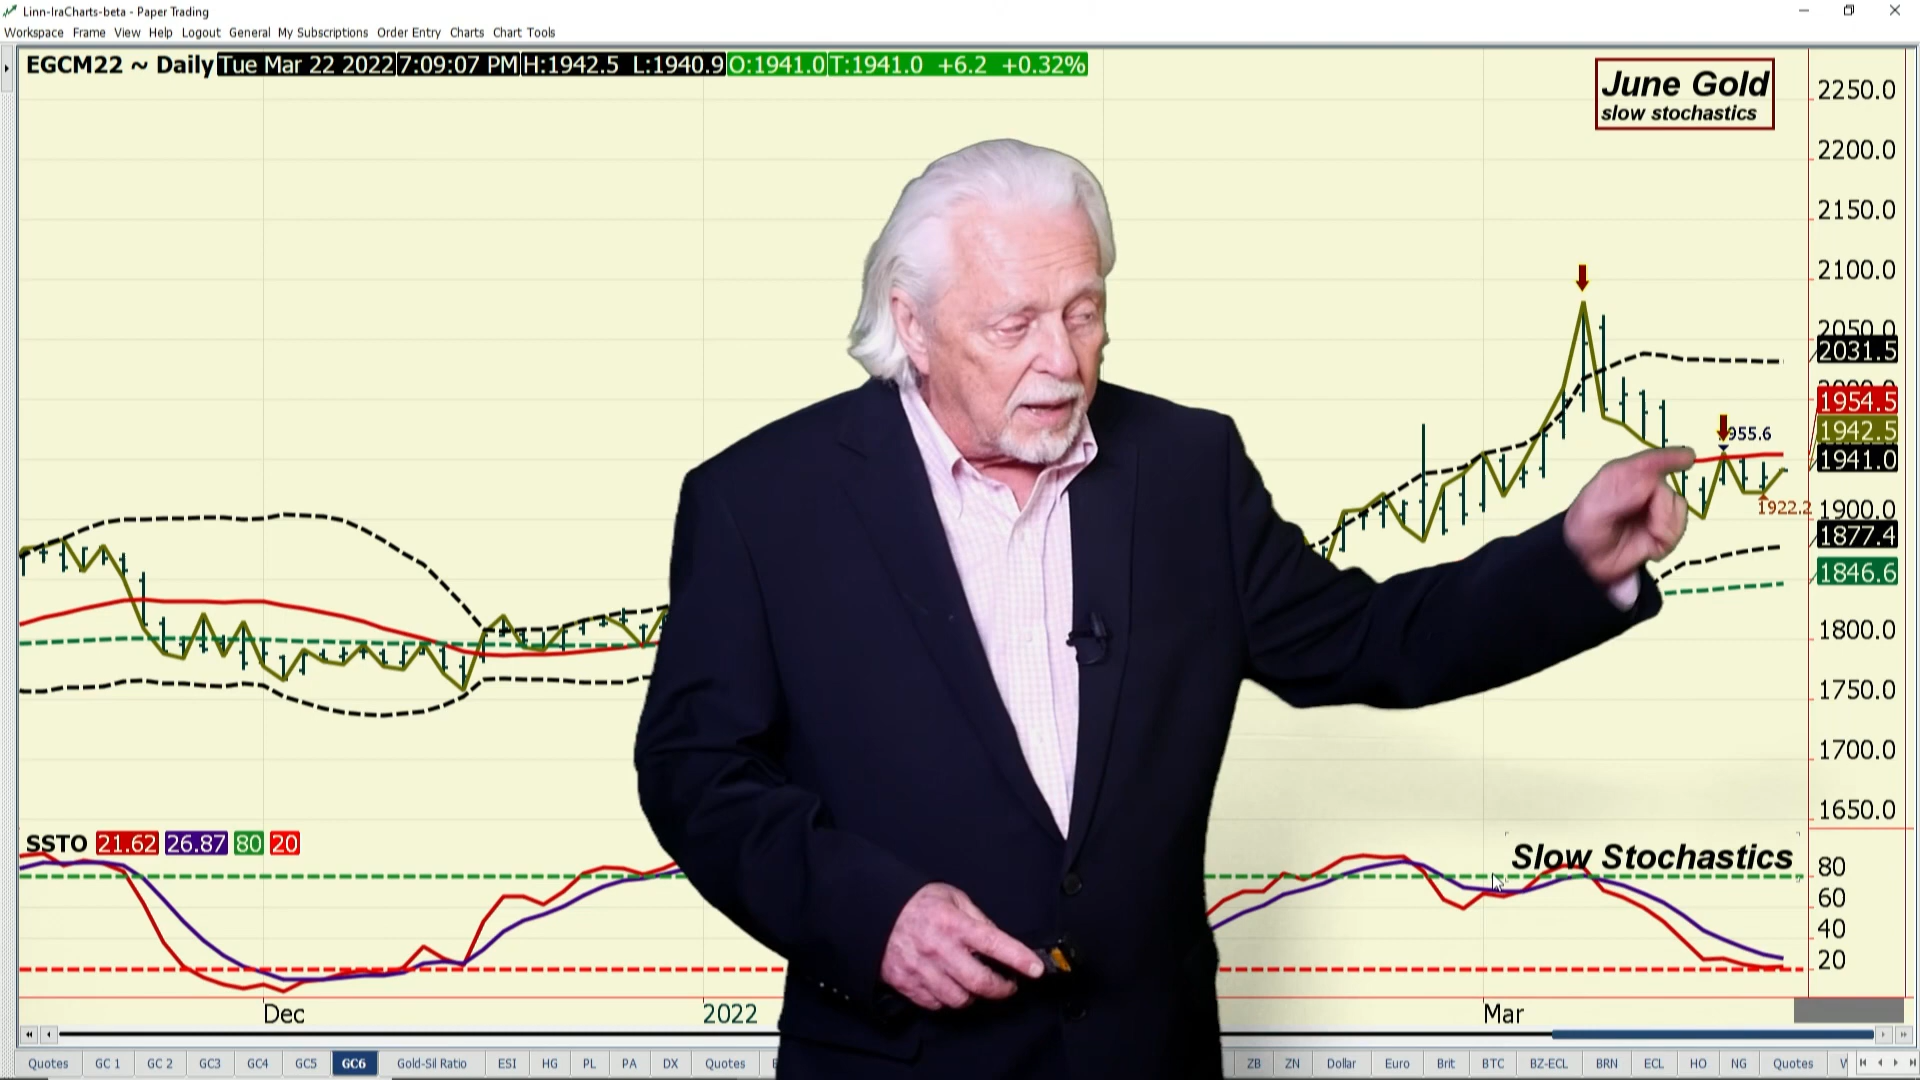 Linn-IraCharts-beta - Paper Trading
Workspace Frame View Help Logout General My Subscriptions Order Entry Charts Chart Tools
EGCM22 ~ Daily Tue Mar 22 2022 7:09:07 PM H:1942.5 L:1940.9 O:1941.0 T:1941.0 +6.2 +0.32%
June Gold
slow stochastics
2250.0
2200.0
2150.0
2100.0
2050.0
2031.5
2000.0
1954.5
955.6
1942.5
1941.0
1922.2
1900.0
1877.4
1846.6
1800.0
1750.0
1700.0
1650.0
SSTO 21.62 26.87 80 20
Slow Stochastics
80
60
40
20
Dec 2022 Mar
Quotes GC 1 GC 2 GC3 GC4 GC5 GC6 Gold-Sil Ratio ESI HG PL PA DX Quotes ZB ZN Dollar Euro Brit BTC BZ-ECL BRN ECL HO NG Quotes